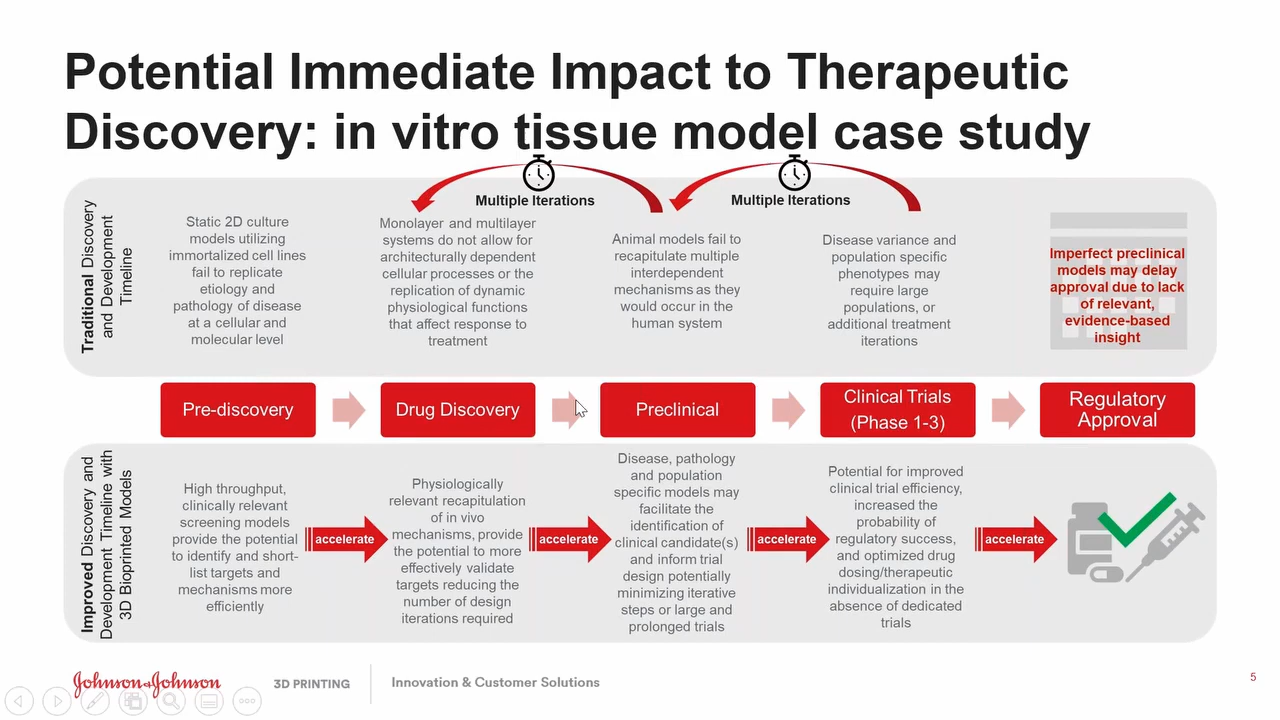 Potential Immediate Impact to Therapeutic
Discovery: in vitro tissue model case study
Traditional Discovery
and Development
Timeline
Multiple Iterations
Multiple Iterations
Static 2D culture
models utilizing
immortalized cell lines
fail to replicate
etiology and
pathology of disease
at a cellular and
molecular level
Monolayer and multilayer
systems do not allow for
architecturally dependent
cellular processes or the
replication of dynamic
physiological functions
that affect response to
treatment
Animal models fail to
recapitulate multiple
interdependent
mechanisms as they
would occur in the
human system
Disease variance and
population specific
phenotypes may
require large
populations, or
additional treatment
iterations
Imperfect preclinical
models may delay
approval due to lack
of relevant,
evidence-based
insight
Pre-discovery
Drug Discovery
Preclinical
Clinical Trials
(Phase 1-3)
Regulatory
Approval
Improved Discovery and
Development Timeline with
3D Bioprinted Models
High throughput,
clinically relevant
screening models
provide the potential
to identify and short-
list targets and
mechanisms more
efficiently
accelerate
Physiologically
relevant recapitulation
of in vivo
mechanisms, provide
the potential to more
effectively validate
targets reducing the
number of design
iterations required
accelerate
Disease, pathology
and population
specific models may
facilitate the
identification of
clinical candidate(s)
and inform trial
design potentially
minimizing iterative
steps or large and
prolonged trials
accelerate
Potential for improved
clinical trial efficiency,
increased the
probability of
regulatory success,
and optimized drug
dosing/therapeutic
individualization in the
absence of dedicated
trials
accelerate
Johnson & Johnson
3D PRINTING
Innovation & Customer Solutions
5